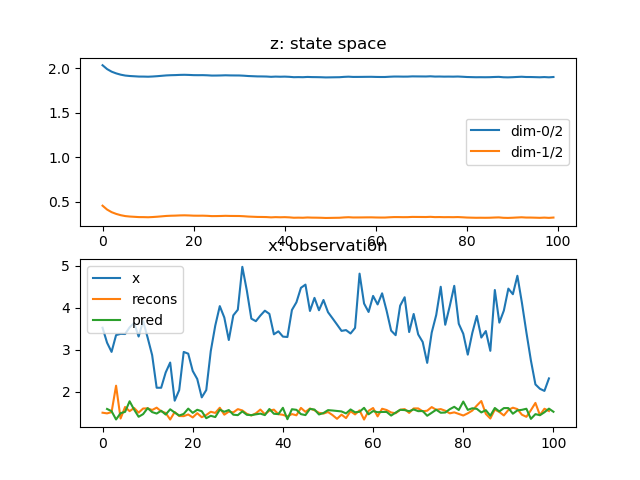 z: state space
2.0
1.5
1.0
0.5
dim-0/2
dim-1/2
0 20 40 60 80 100
x: observation
5
4
3
2
x
recons
pred
0 20 40 60 80 100